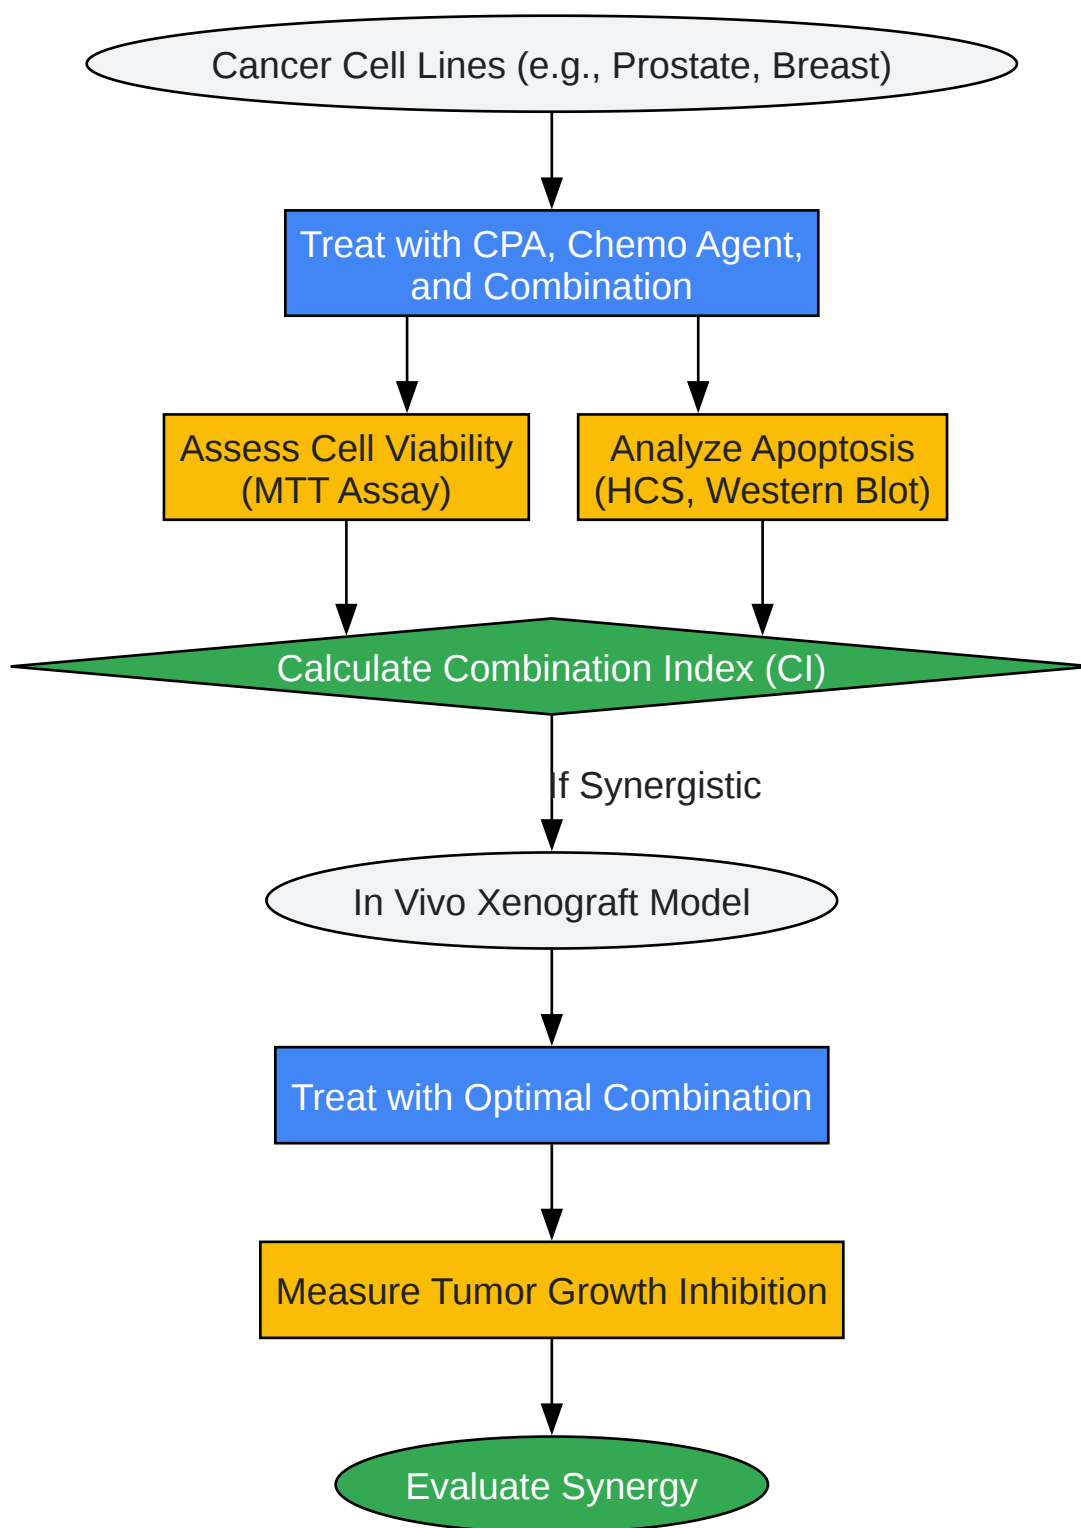 Cancer Cell Lines (e.g., Prostate, Breast)
Treat with CPA, Chemo Agent,
and Combination
Assess Cell Viability
(MTT Assay)
Analyze Apoptosis
(HCS, Western Blot)
Calculate Combination Index (CI)
If Synergistic
In Vivo Xenograft Model
Treat with Optimal Combination
Measure Tumor Growth Inhibition
Evaluate Synergy